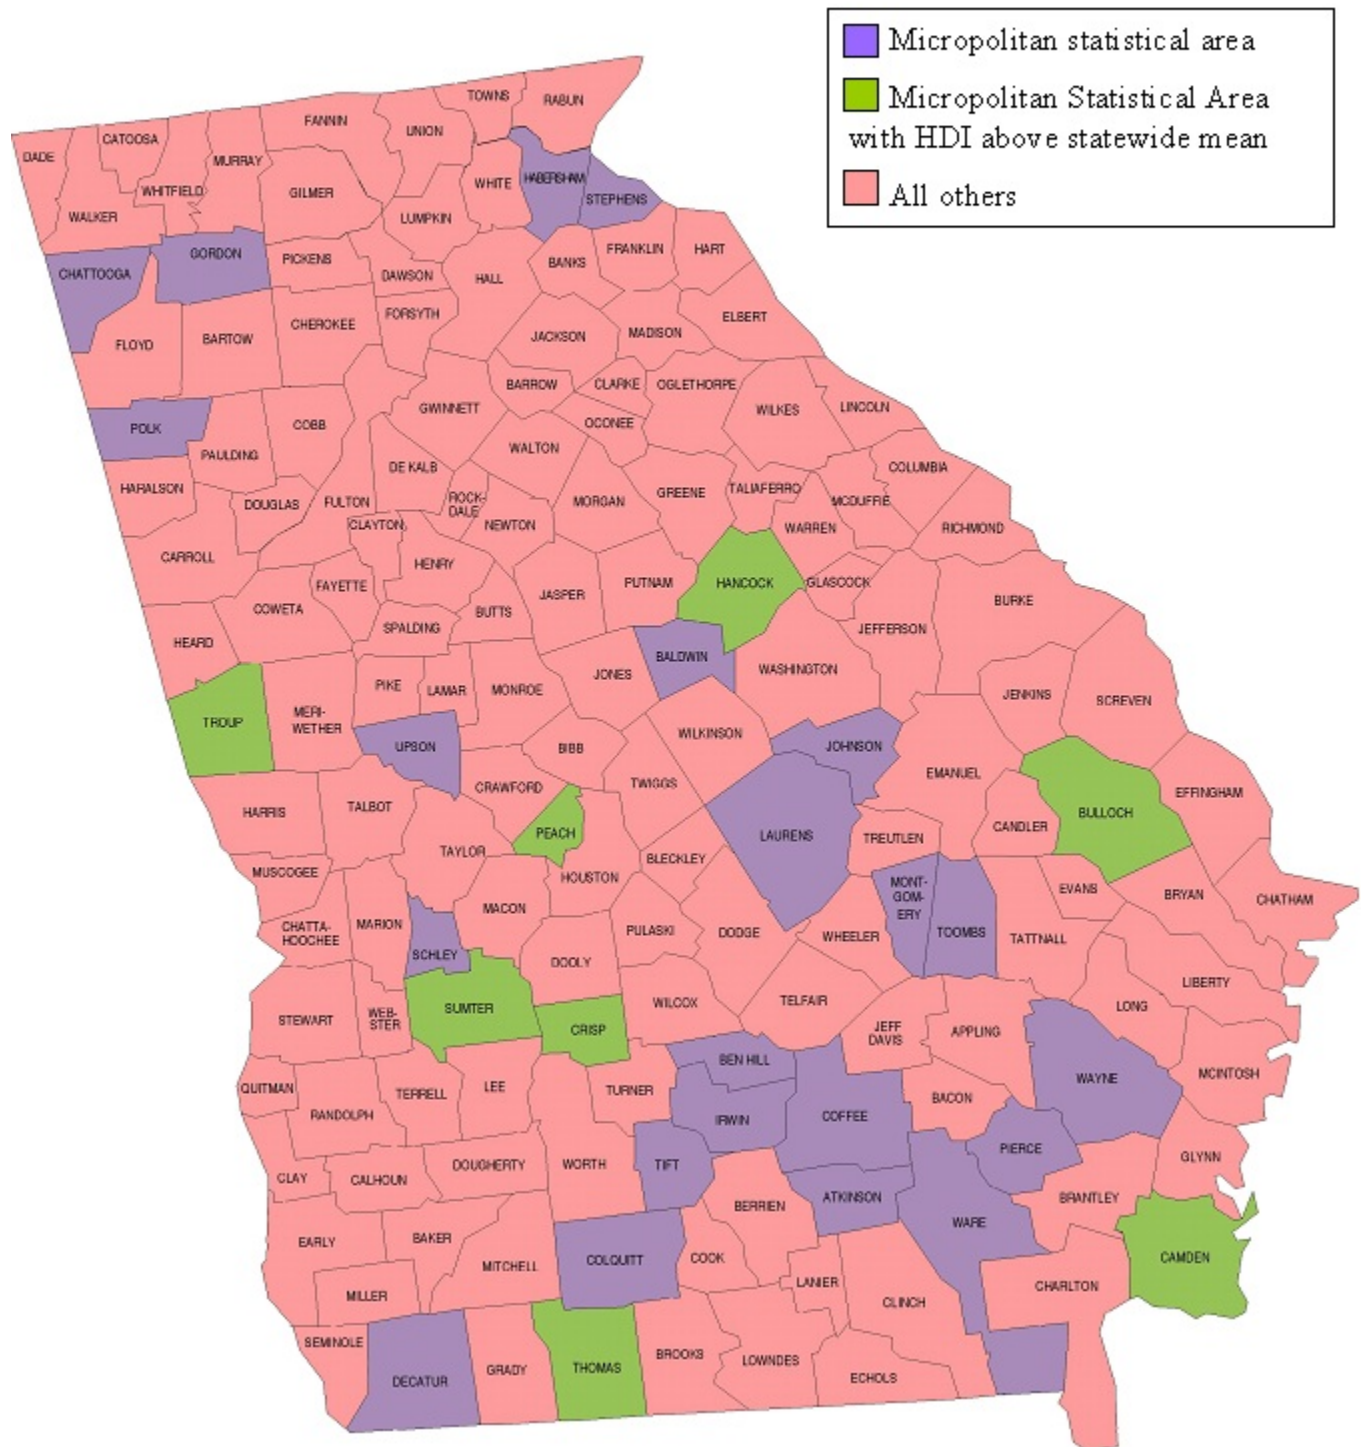 Micropolitan statistical area
Micropolitan Statistical Area
with HDI above statewide mean
All others
TOWNS
RABUN
FANNIN
UNION
CATOOSA
DADE
MURRAY
WHITFIELD
GILMER
WHITE
HABERSHAM
STEPHENS
WALKER
LUMPKIN
GORDON
PICKENS
CHATTOOGA
DAWSON
HALL
BANKS
FRANKLIN
HART
FORSYTH
CHEROKEE
ELBERT
FLOYD
BARTOW
JACKSON
MADISON
BARROW
CLARKE
OGLETHORPE
GWINNETT
WILKES
LINCOLN
POLK
COBB
OCONEE
PAULDING
WALTON
DE KALB
COLUMBIA
HARALSON
DOUGLAS
FULTON
ROCK-
DALE
MORGAN
GREENE
TALIAFERRO
MCDUFFIE
CLAYTON
NEWTON
WARREN
RICHMOND
CARROLL
HENRY
FAYETTE
JASPER
PUTNAM
HANCOCK
GLASCOCK
COWETA
BUTTS
BURKE
HEARD
SPALDING
JEFFERSON
BALDWIN
WASHINGTON
JONES
PIKE
LAMAR
MONROE
JENKINS
SCREVEN
TROUP
MERI-
WETHER
UPSON
BIBB
WILKINSON
JOHNSON
CRAWFORD
TWIGGS
EMANUEL
EFFINGHAM
HARRIS
TALBOT
PEACH
LAURENS
TREUTLEN
CANDLER
BULLOCH
TAYLOR
BLECKLEY
MUSCOGEE
HOUSTON
MONT-
GOM-
ERY
EVANS
BRYAN
CHATHAM
CHATTA-
HOOCHEE
MARION
MACON
PULASKI
DODGE
WHEELER
TOOMBS
TATTNALL
SCHLEY
DOOLY
LIBERTY
STEWART
WEB-
STER
SUMTER
CRISP
WILCOX
TELFAIR
LONG
JEFF
DAVIS
APPLING
QUITMAN
RANDOLPH
TERRELL
LEE
TURNER
BEN HILL
WAYNE
MCINTOSH
BACON
IRWIN
COFFEE
PIERCE
GLYNN
CLAY
CALHOUN
DOUGHERTY
WORTH
TIFT
ATKINSON
BRANTLEY
BERRIEN
WARE
EARLY
BAKER
MITCHELL
COLQUITT
COOK
CAMDEN
MILLER
LANIER
CLINCH
CHARLTON
SEMINOLE
DECATUR
GRADY
THOMAS
BROOKS
LOWNDES
ECHOLS